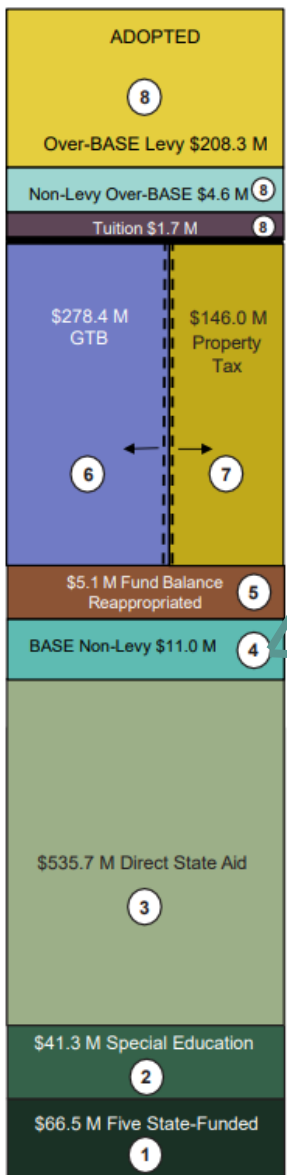 ADOPTED
8
Over-BASE Levy $208.3 M
Non-Levy Over-BASE $4.6 M 8
Tuition $1.7 M 8
$278.4 M
GTB
6
$146.0 M
Property
Tax
7
$5.1 M Fund Balance
Reappropriated 5
BASE Non-Levy $11.0 M 4
$535.7 M Direct State Aid
3
$41.3 M Special Education
2
$66.5 M Five State-Funded
1